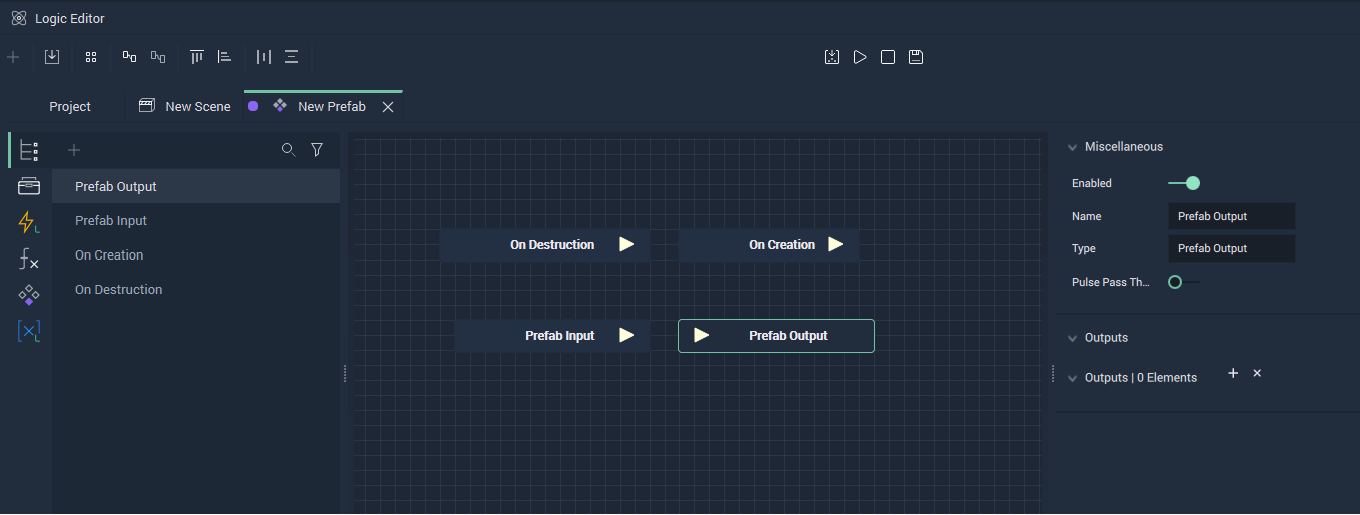 Logic Editor
Project
New Scene
New Prefab
Prefab Output
Prefab Input
On Creation
On Destruction
On Destruction
On Creation
Prefab Input
Prefab Output
Miscellaneous
Enabled
Name Prefab Output
Type Prefab Output
Pulse Pass Th...
Outputs
Outputs | 0 Elements